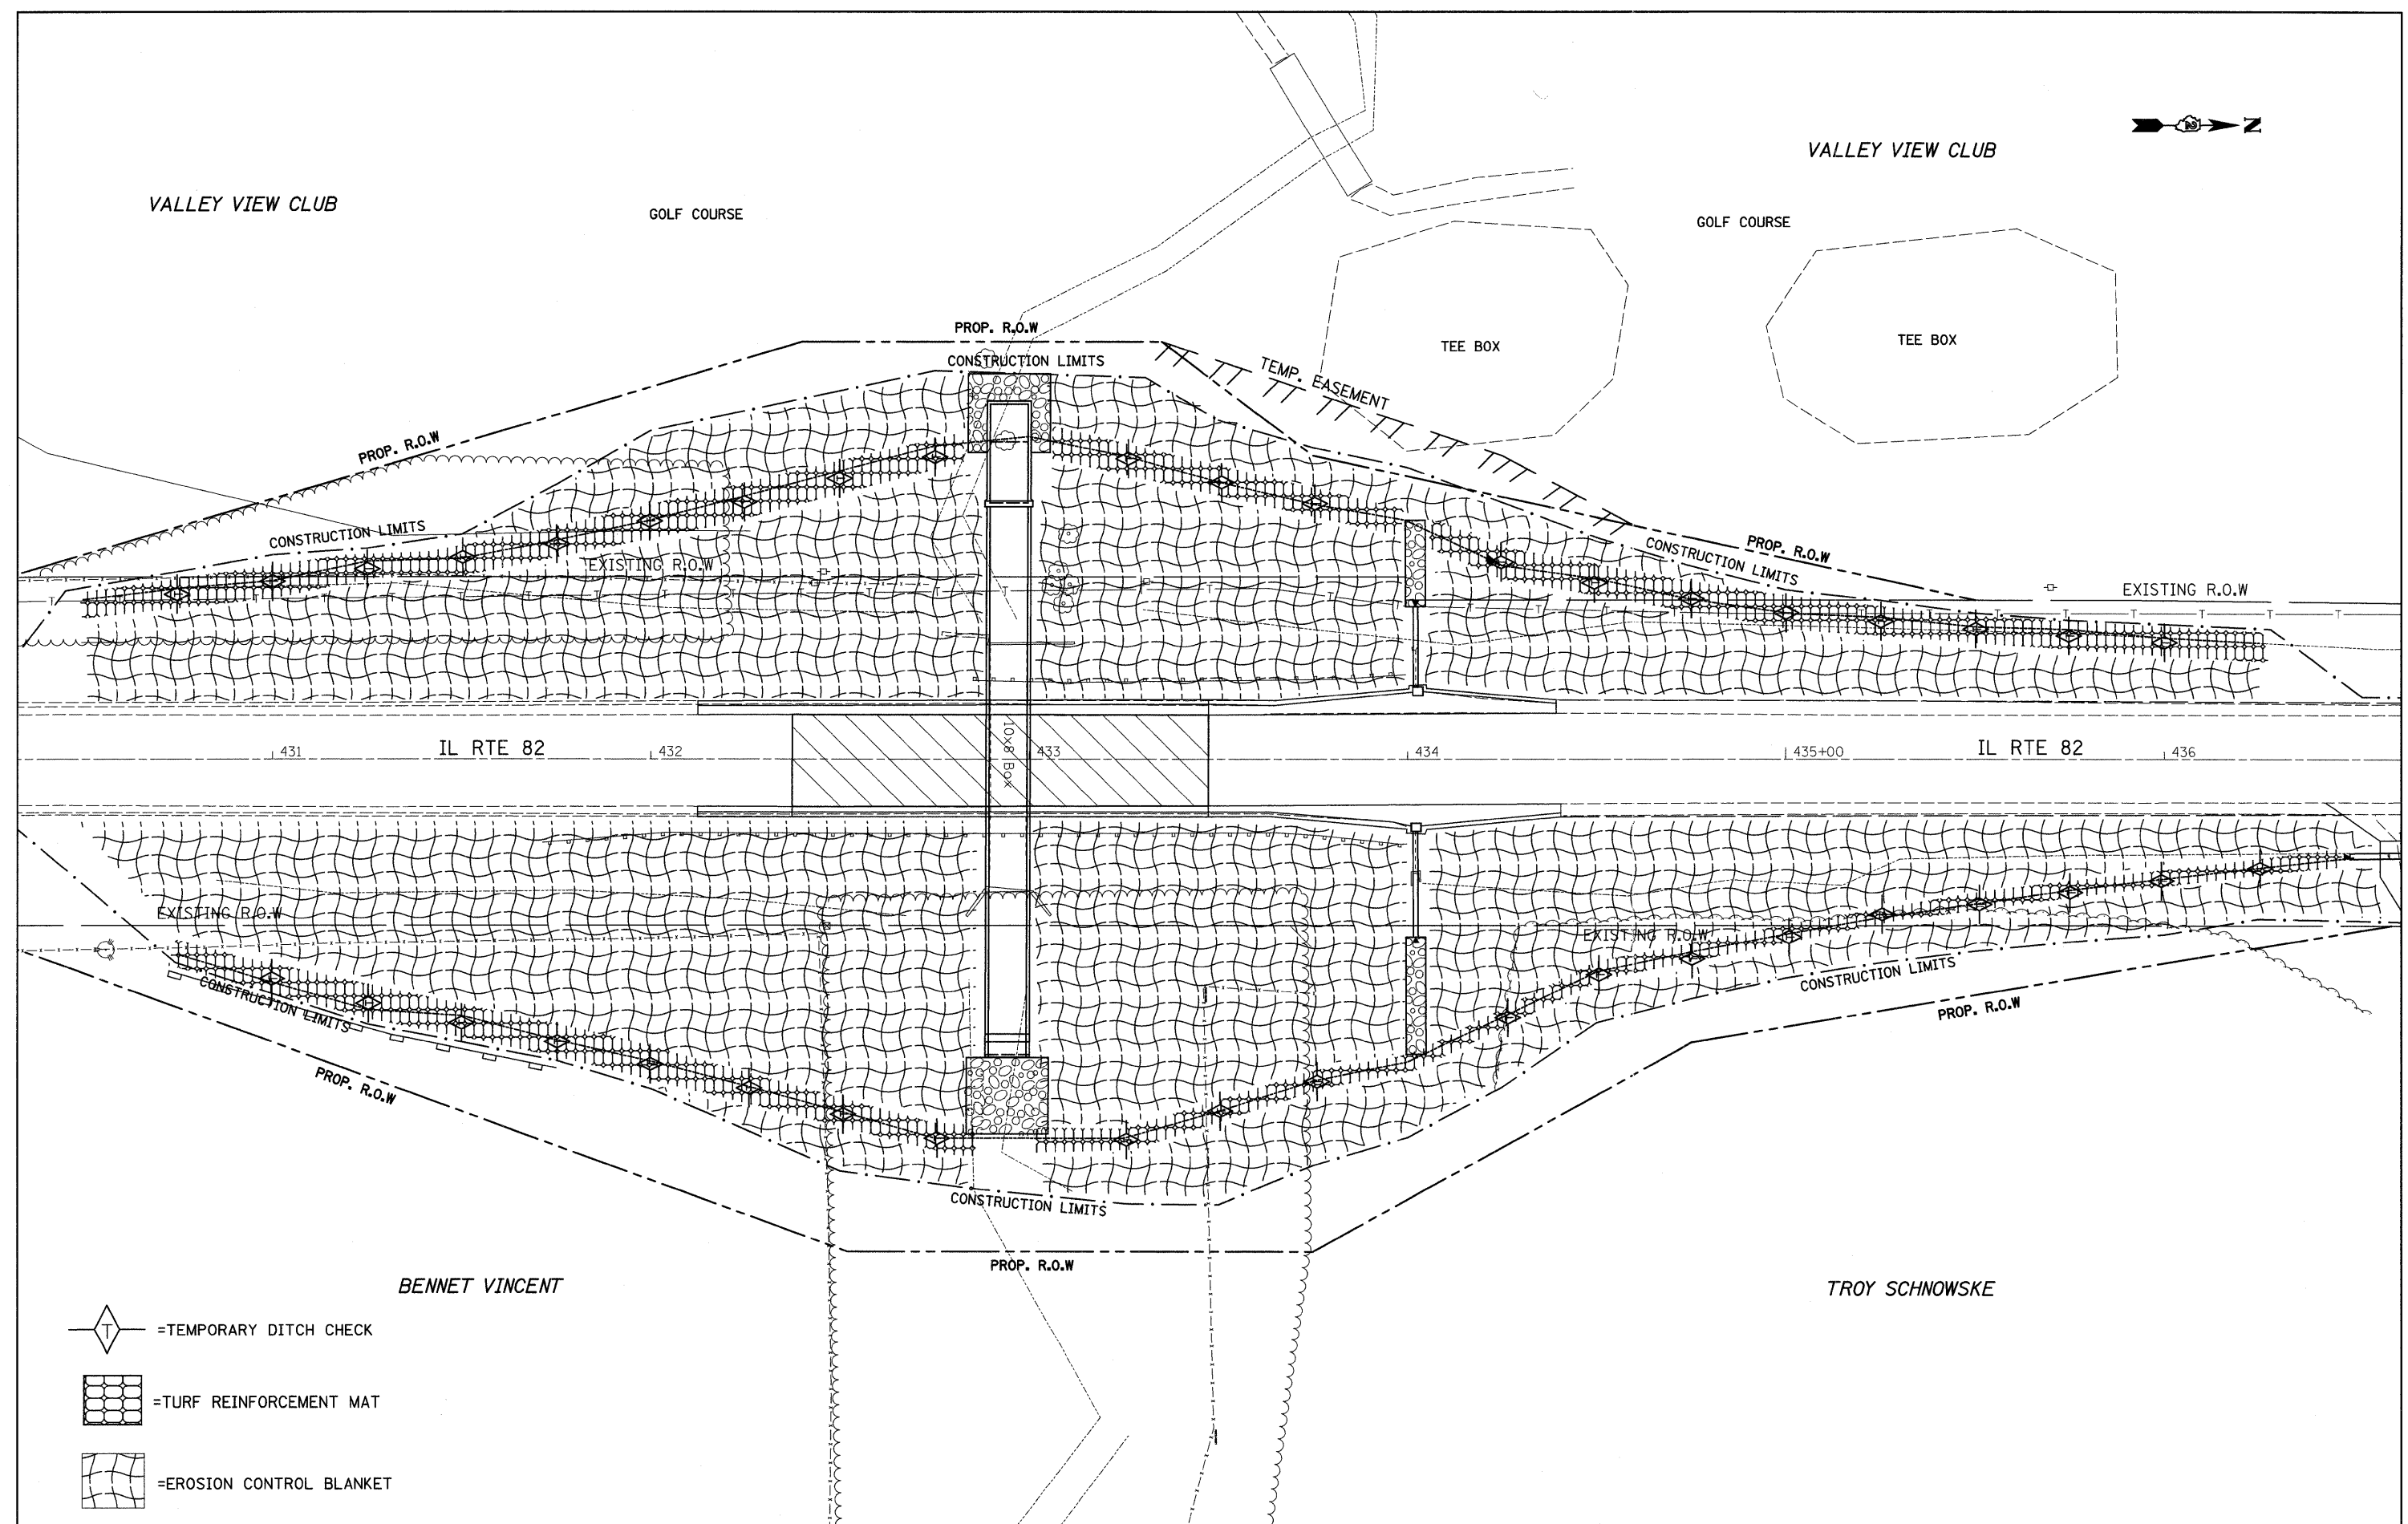 VALLEY VIEW CLUB
N
VALLEY VIEW CLUB
GOLF COURSE
GOLF COURSE
PROP. R.O.W
CONSTRUCTION LIMITS
TEE BOX
TEE BOX
TEMP. EASEMENT
PROP. R.O.W
CONSTRUCTION LIMITS
EXISTING R.O.W
CONSTRUCTION LIMITS
PROP. R.O.W
EXISTING R.O.W
431
IL RTE 82
432
10x8 Box
433
434
435+00
IL RTE 82
436
EXISTING R.O.W
EXISTING R.O.W
CONSTRUCTION LIMITS
CONSTRUCTION LIMITS
PROP. R.O.W
PROP. R.O.W
CONSTRUCTION LIMITS
PROP. R.O.W
BENNET VINCENT
TROY SCHNOWSKE
T =TEMPORARY DITCH CHECK
=TURF REINFORCEMENT MAT
=EROSION CONTROL BLANKET